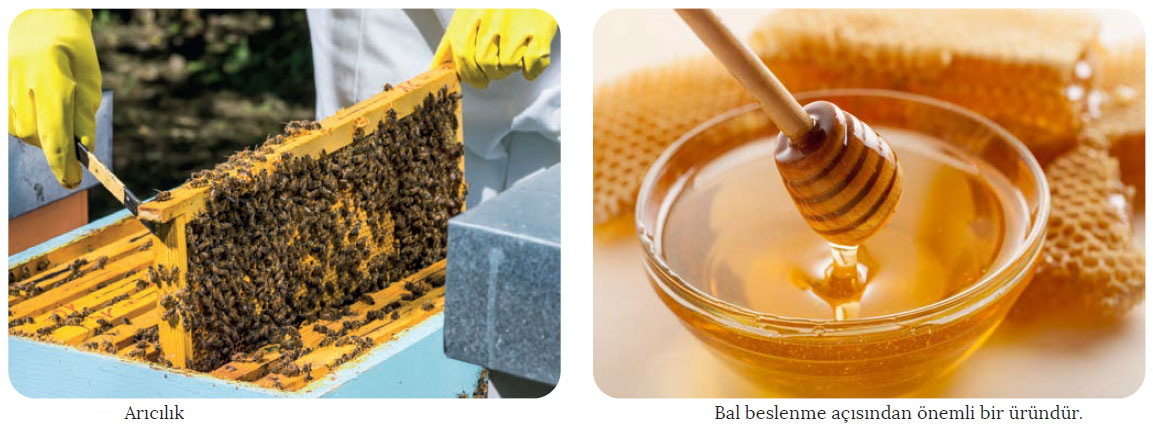 Arıcılık
Bal beslenme açısından önemli bir üründür.